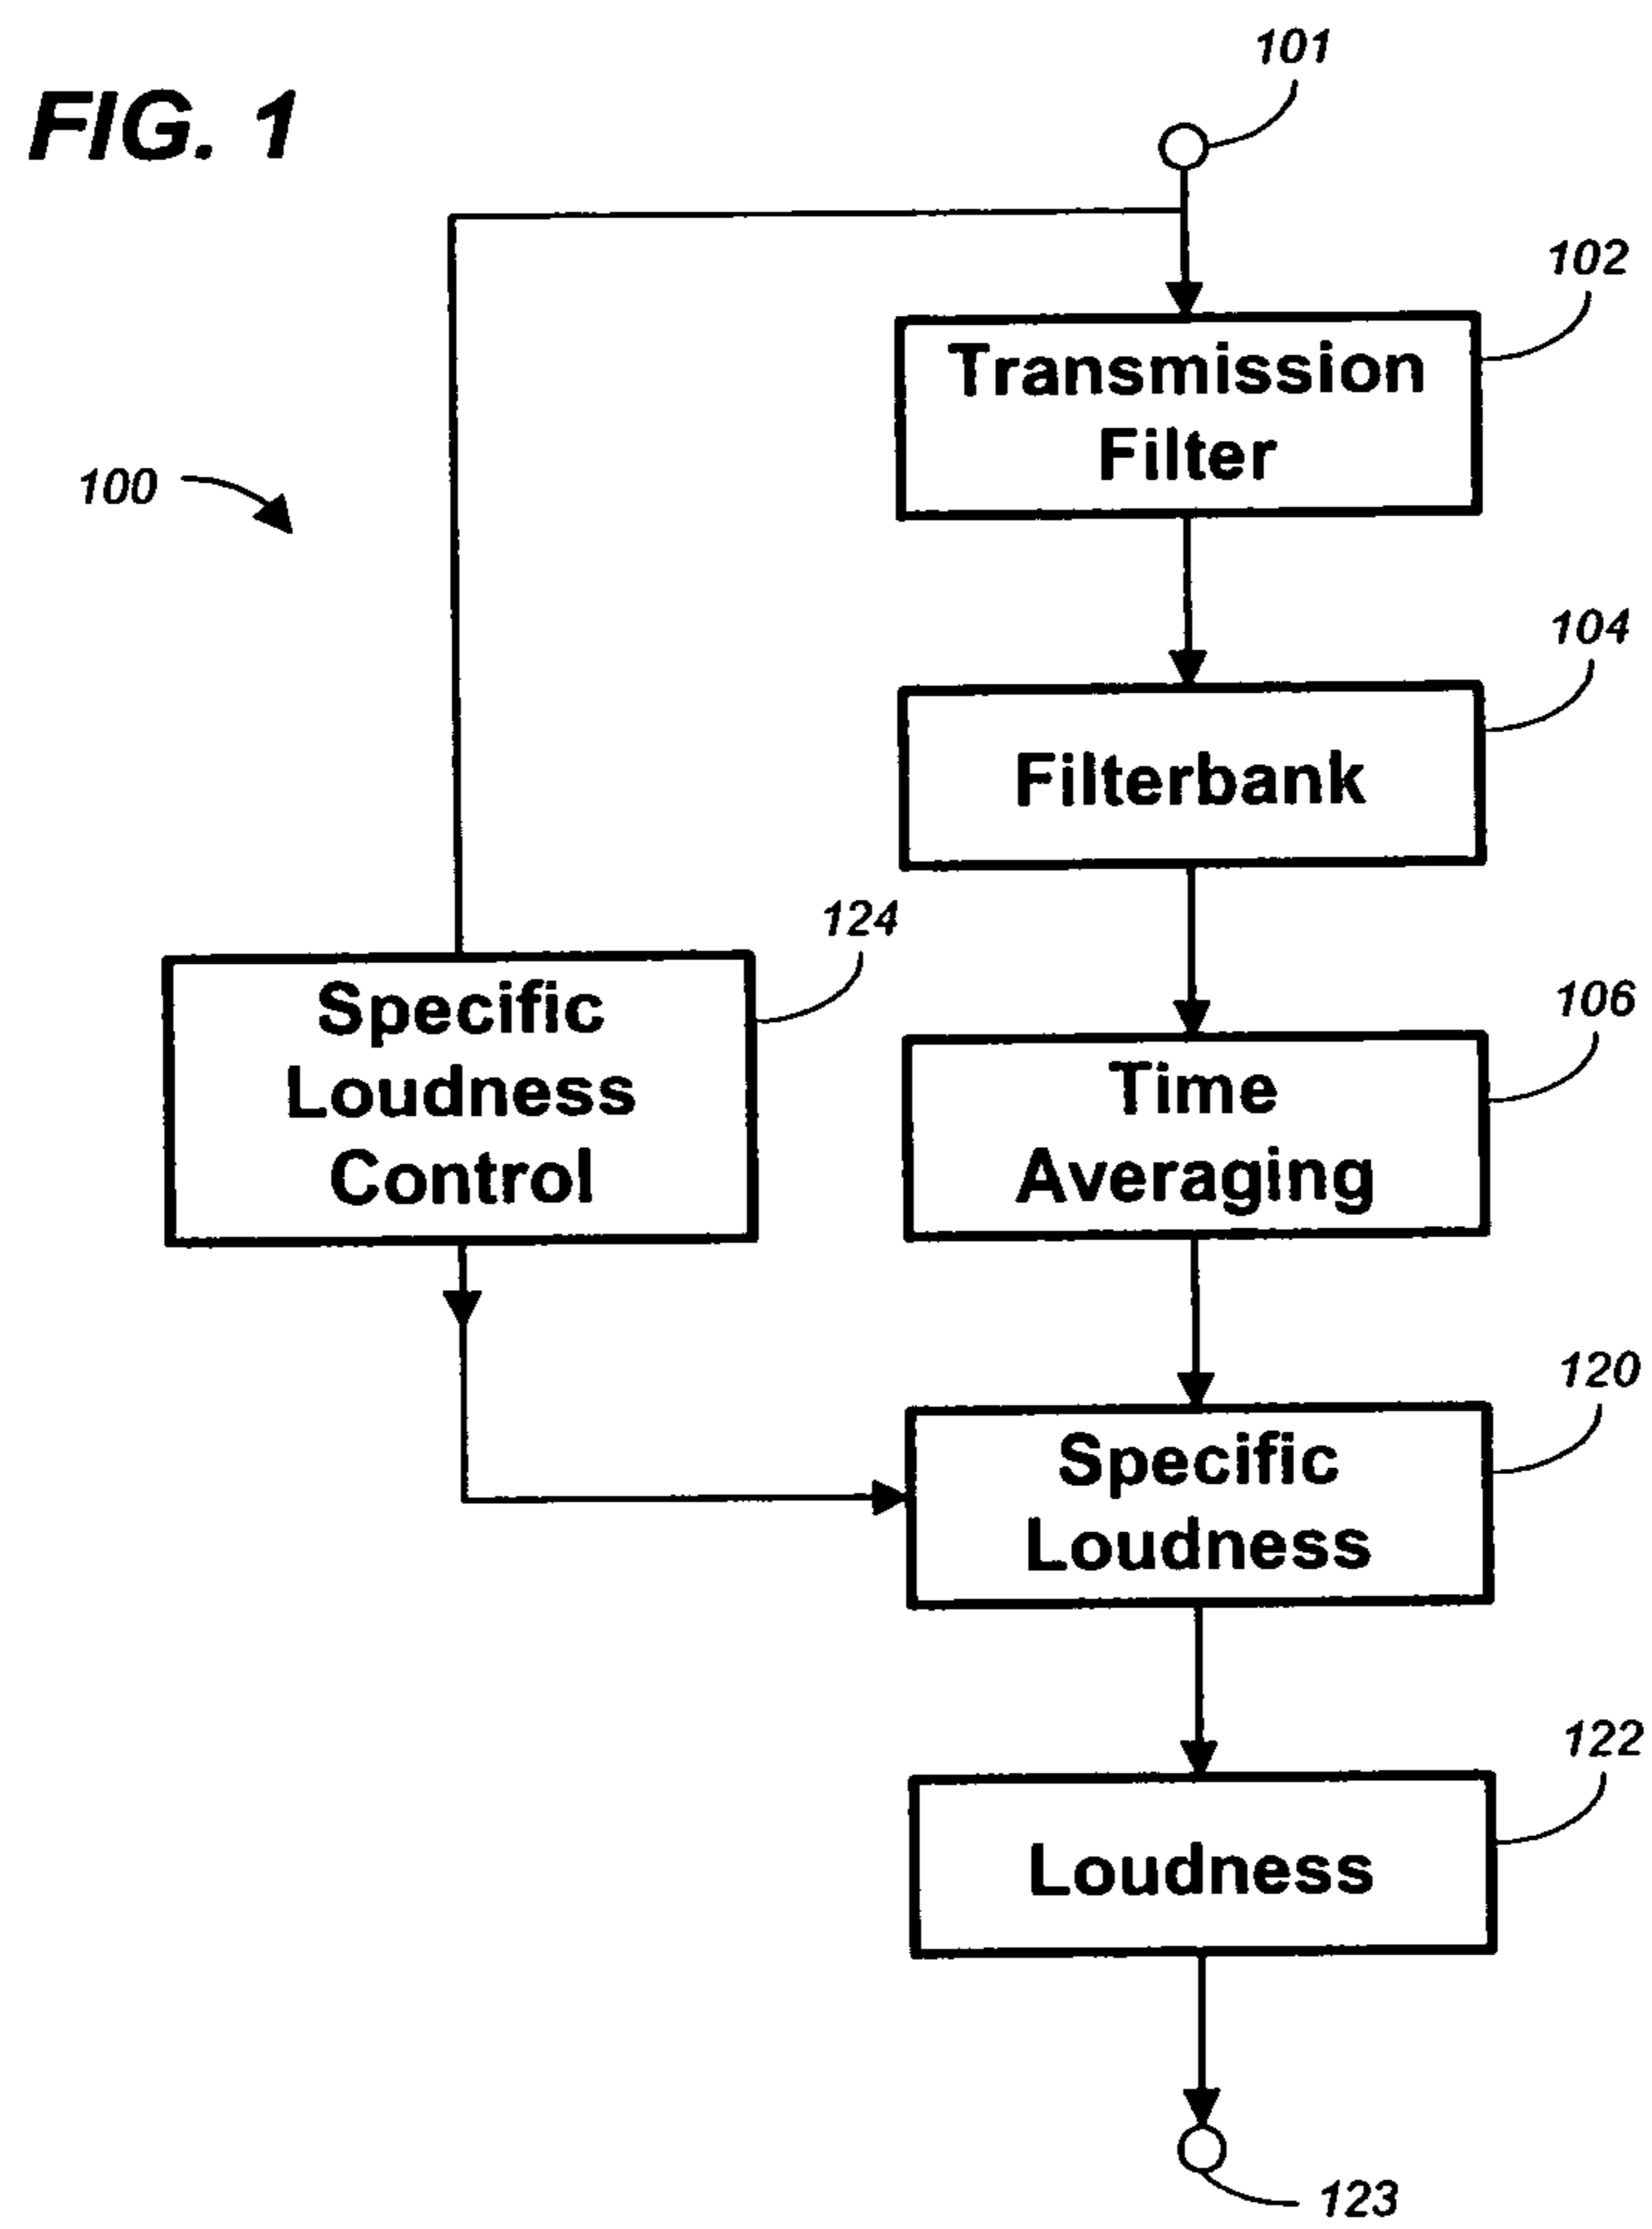 FIG. 1
101
102
Transmission
Filter
100
104
Filterbank
124
Specific
Loudness
Control
106
Time
Averaging
120
Specific
Loudness
122
Loudness
123